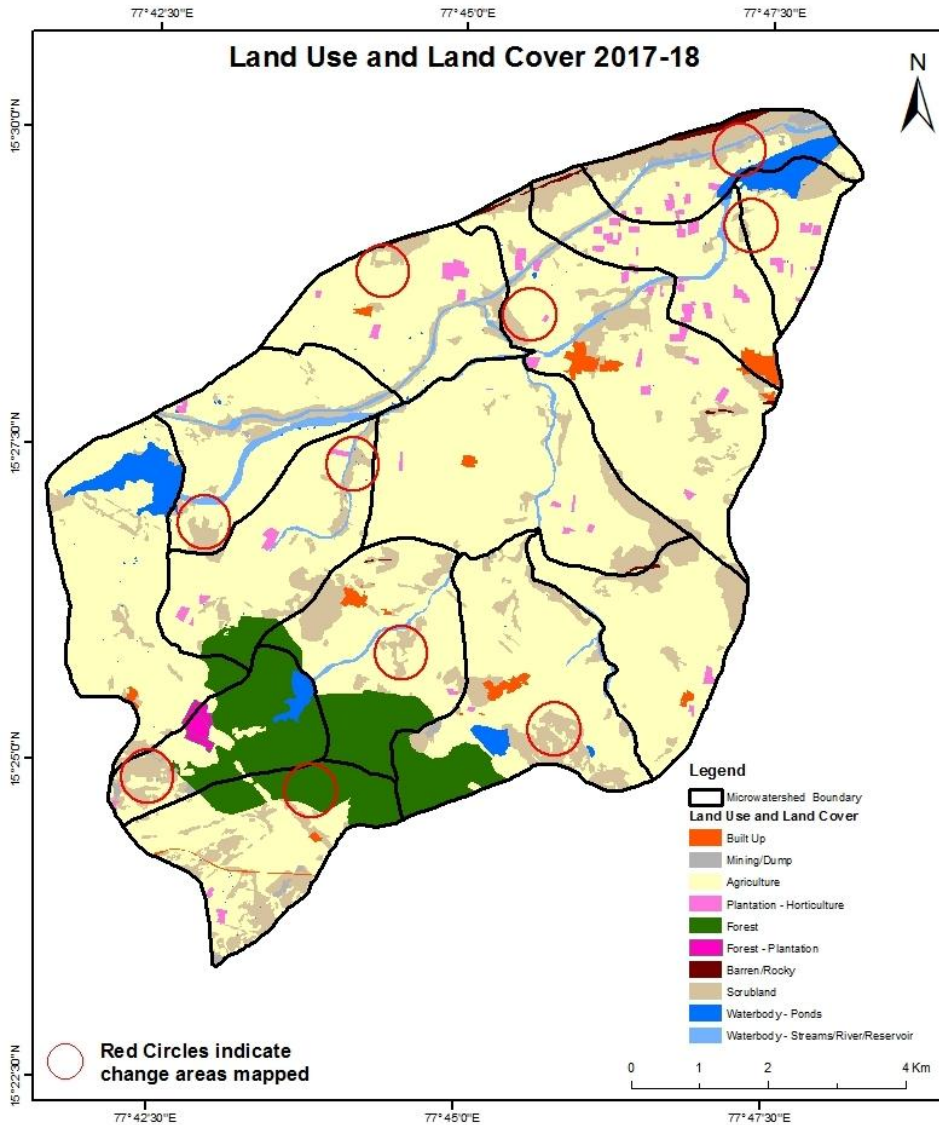 77° 42'30"E 77° 45'0"E 77° 47'30"E
Land Use and Land Cover 2017-18
N
15°30'0"N
15°27'30"N
15°25'0"N
15°22'30"N
Legend
Microwatershed Boundary
Land Use and Land Cover
Built Up
Mining/Dump
Agriculture
Plantation - Horticulture
Forest
Forest - Plantation
Barren/Rocky
Scrubland
Waterbody - Ponds
Waterbody - Streams/River/Reservoir
Red Circles indicate
change areas mapped
0 1 2 4 Km
77° 42'30"E 77° 45'0"E 77° 47'30"E